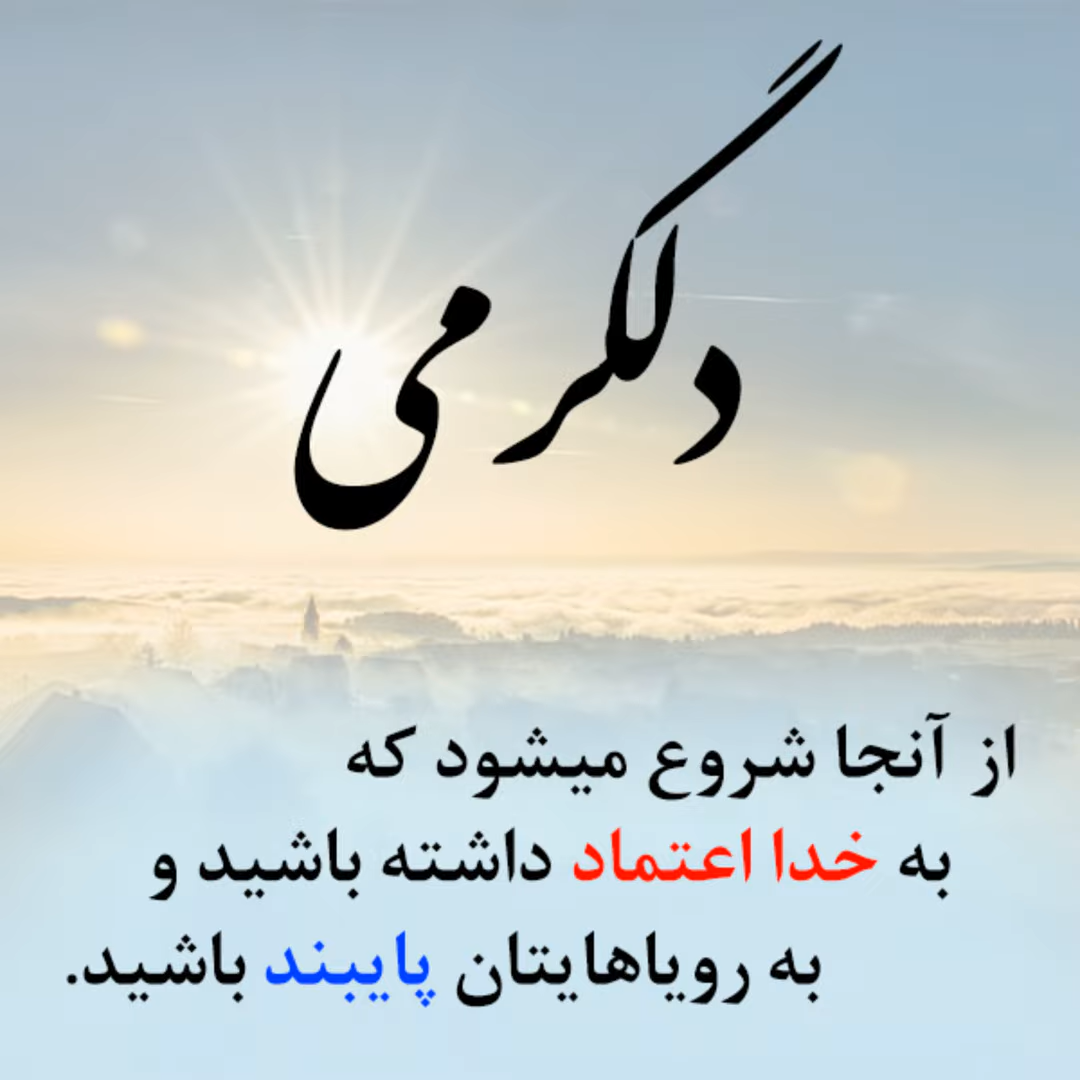 دلگرمی
از آنجا شروع میشود که
به خدا اعتماد داشته باشید و
به رویاهایتان پایبند باشید.